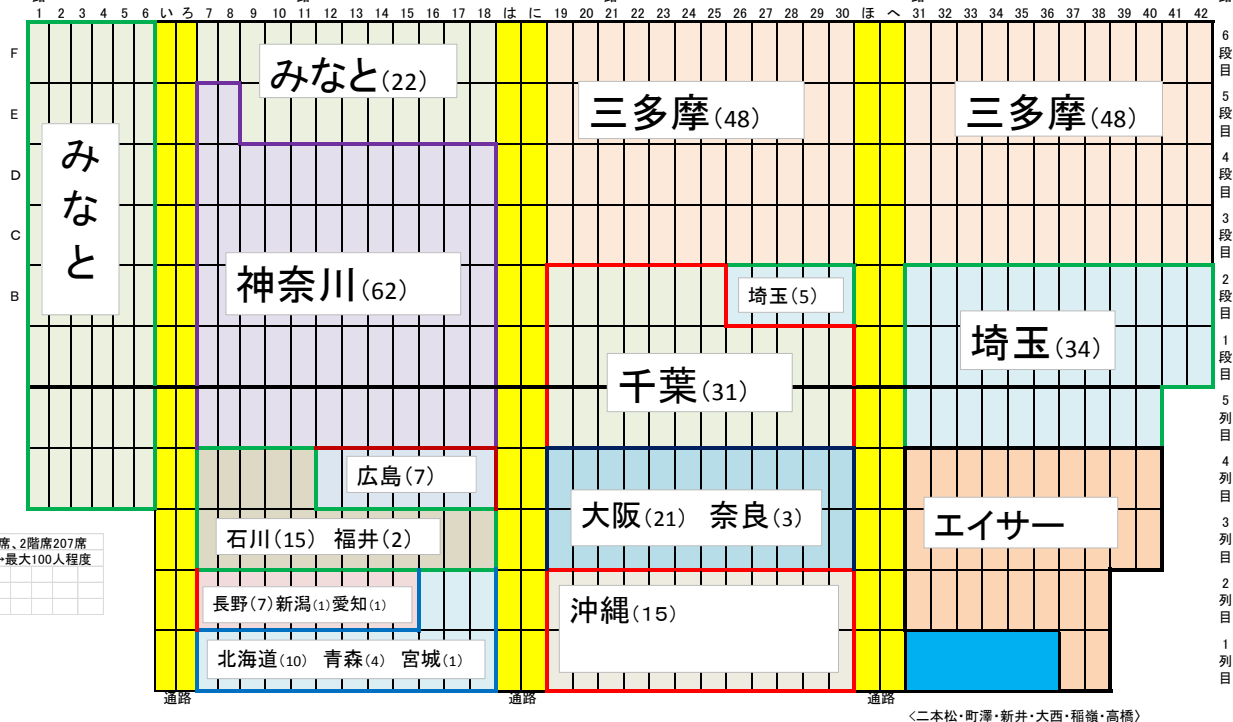 1 2 3 4 5 6 い ろ 7 8 9 10 11 12 13 14 15 16 17 18 は に 19 20 21 22 23 24 25 26 27 28 29 30 ほ へ 31 32 33 34 35 36 37 38 39 40 41 42
F
6段目
みなと(22)
三多摩(48)
三多摩(48)
E
5段目
みなと
D
4段目
C
3段目
神奈川(62)
B
埼玉(5)
2段目
埼玉(34)
1段目
千葉(31)
5列目
広島(7)
4列目
大阪(21) 奈良(3)
エイサー
石川(15) 福井(2)
3列目
席、2階席207席
→最大100人程度
長野(7)新潟(1)愛知(1)
沖縄(15)
2列目
北海道(10) 青森(4) 宮城(1)
1列目
通路 通路 通路
<二本松・町澤・新井・大西・稲嶺・高橋>